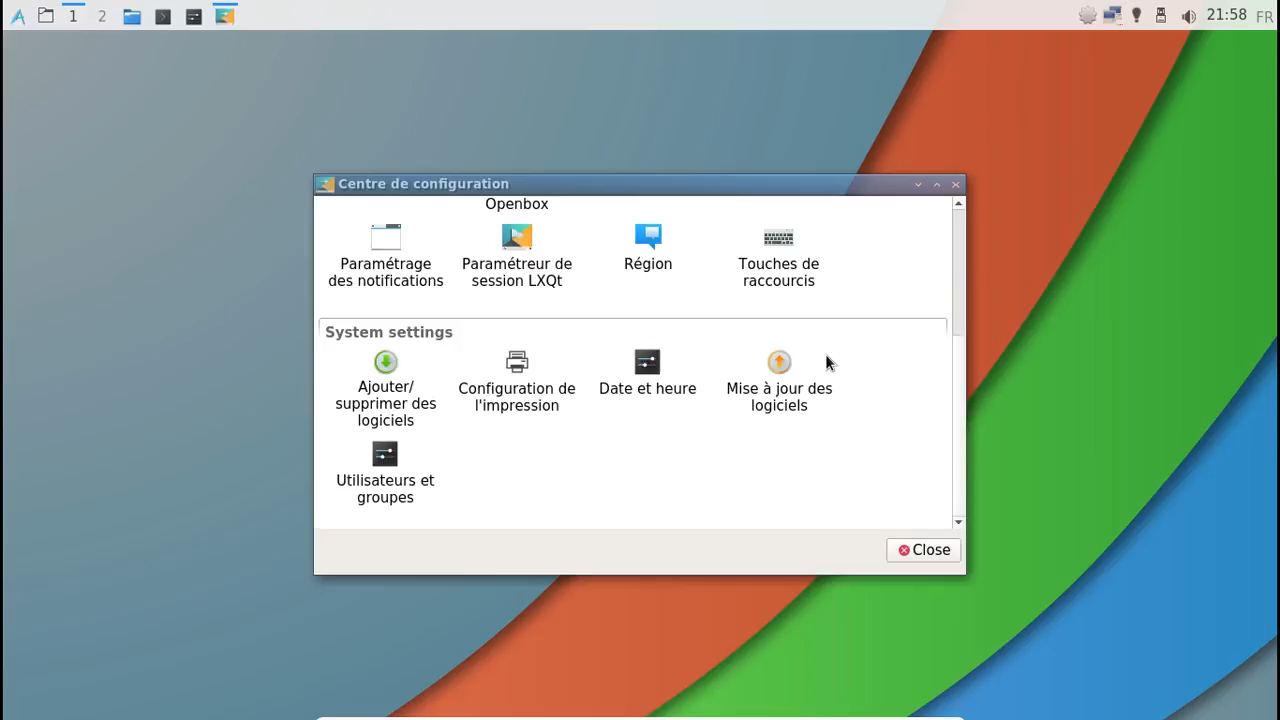 1 2 21:58 FR
Centre de configuration
Openbox
Paramétrage
des notifications
Paramétreur de
session LXQt
Région
Touches de
raccourcis
System settings
Ajouter/
supprimer des
logiciels
Configuration de
l'impression
Date et heure
Mise à jour des
logiciels
Utilisateurs et
groupes
Close